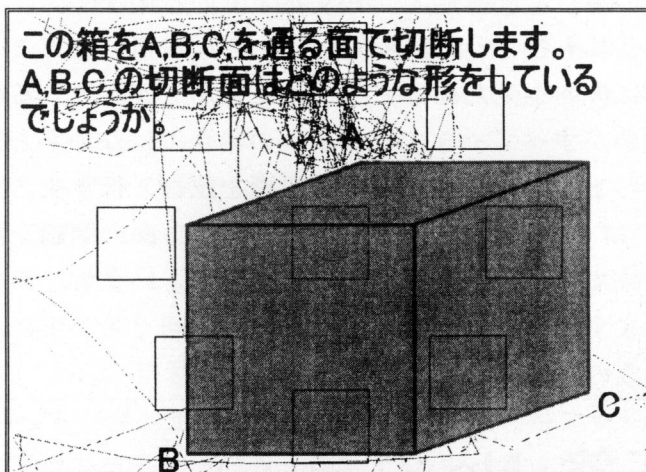 この箱をA,B,C,を通る面で切断します。
A,B,C,の切断面はどのような形をしている
でしょうか。
A
C
B